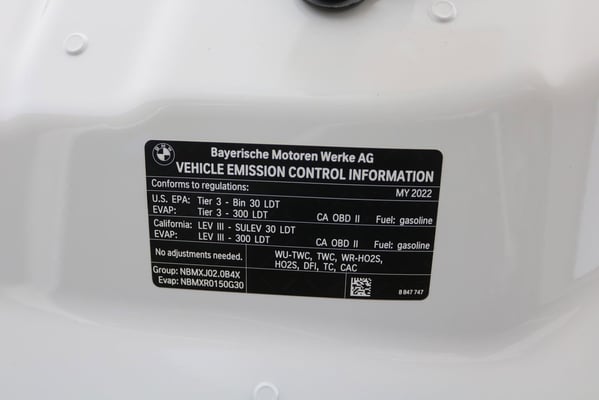 BMW
Bayerische Motoren Werke AG
VEHICLE EMISSION CONTROL INFORMATION
Conforms to regulations: MY 2022
U.S. EPA: Tier 3 - Bin 30 LDT
EVAP: Tier 3 - 300 LDT CA OBD II Fuel: gasoline
California: LEV III - SULEV 30 LDT
EVAP: LEV III - 300 LDT CA OBD II Fuel: gasoline
No adjustments needed. WU-TWC, TWC, WR-HO2S,
HO2S, DFI, TC, CAC
Group: NBMXJ02.0B4X
Evap: NBMXR0150G30
8 847 747